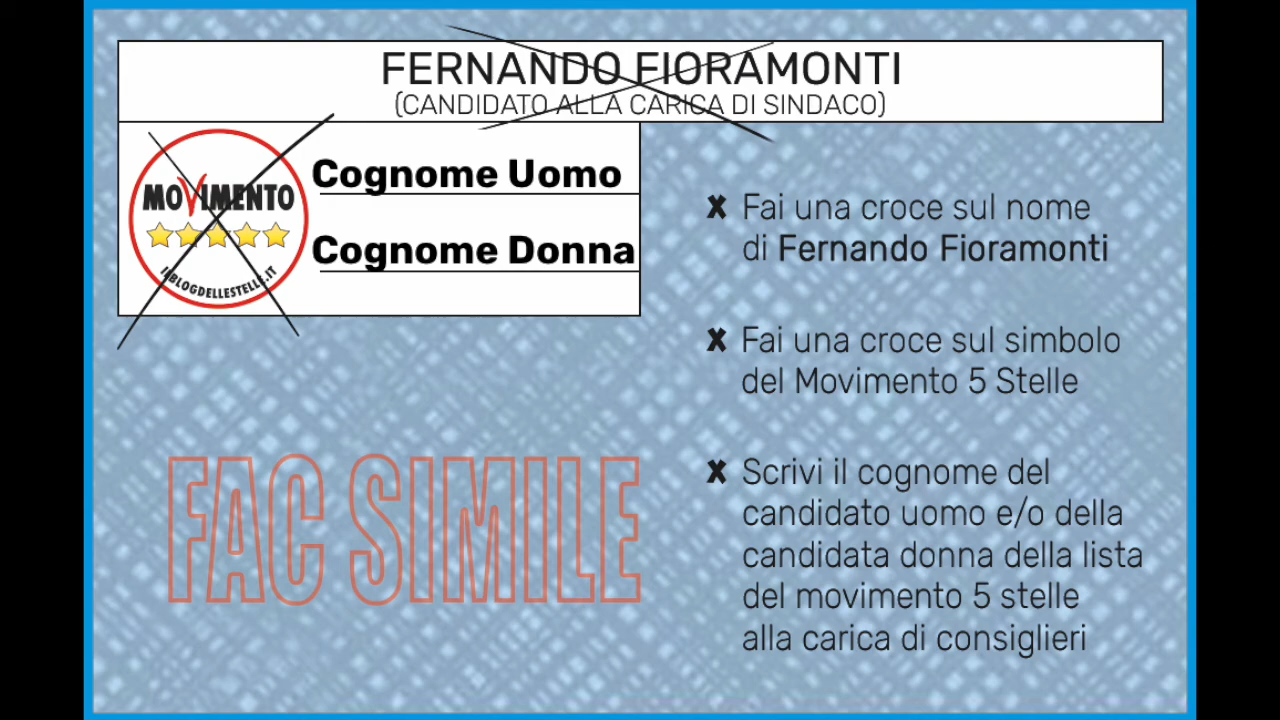 FERNANDO FIORAMONTI
(CANDIDATO ALLA CARICA DI SINDACO)
MOVIMENTO
ILBLOGDELLESTELLE.IT
Cognome Uomo
Cognome Donna
X Fai una croce sul nome
di Fernando Fioramonti
X Fai una croce sul simbolo
del Movimento 5 Stelle
X Scrivi il cognome del
candidato uomo e/o della
candidata donna della lista
del movimento 5 stelle
alla carica di consiglieri
FAC SIMILE